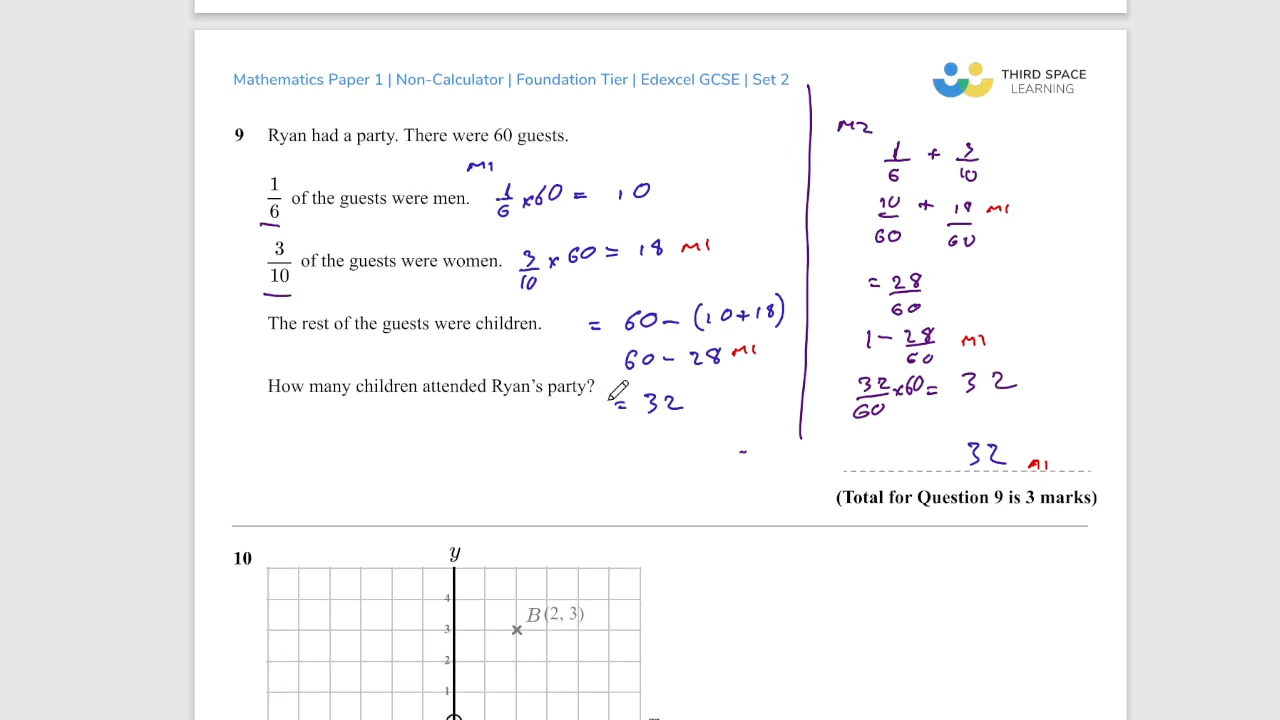 Mathematics Paper 1 | Non-Calculator | Foundation Tier | Edexcel GCSE | Set 2
THIRD SPACE
LEARNING
9 Ryan had a party. There were 60 guests.
M1
1/6 of the guests were men. 1/6 × 60 = 10
3/10 of the guests were women. 3/10 × 60 = 18 M1
The rest of the guests were children. = 60 - (10+18)
60 - 28 M1
How many children attended Ryan's party? = 32
M2
1/6 + 3/10
10/60 + 18/60 M1
= 28/60
1 - 28/60 M1
32/60 × 60 = 32
32 A1
(Total for Question 9 is 3 marks)
10
y
4
B (2, 3)
3
2
1